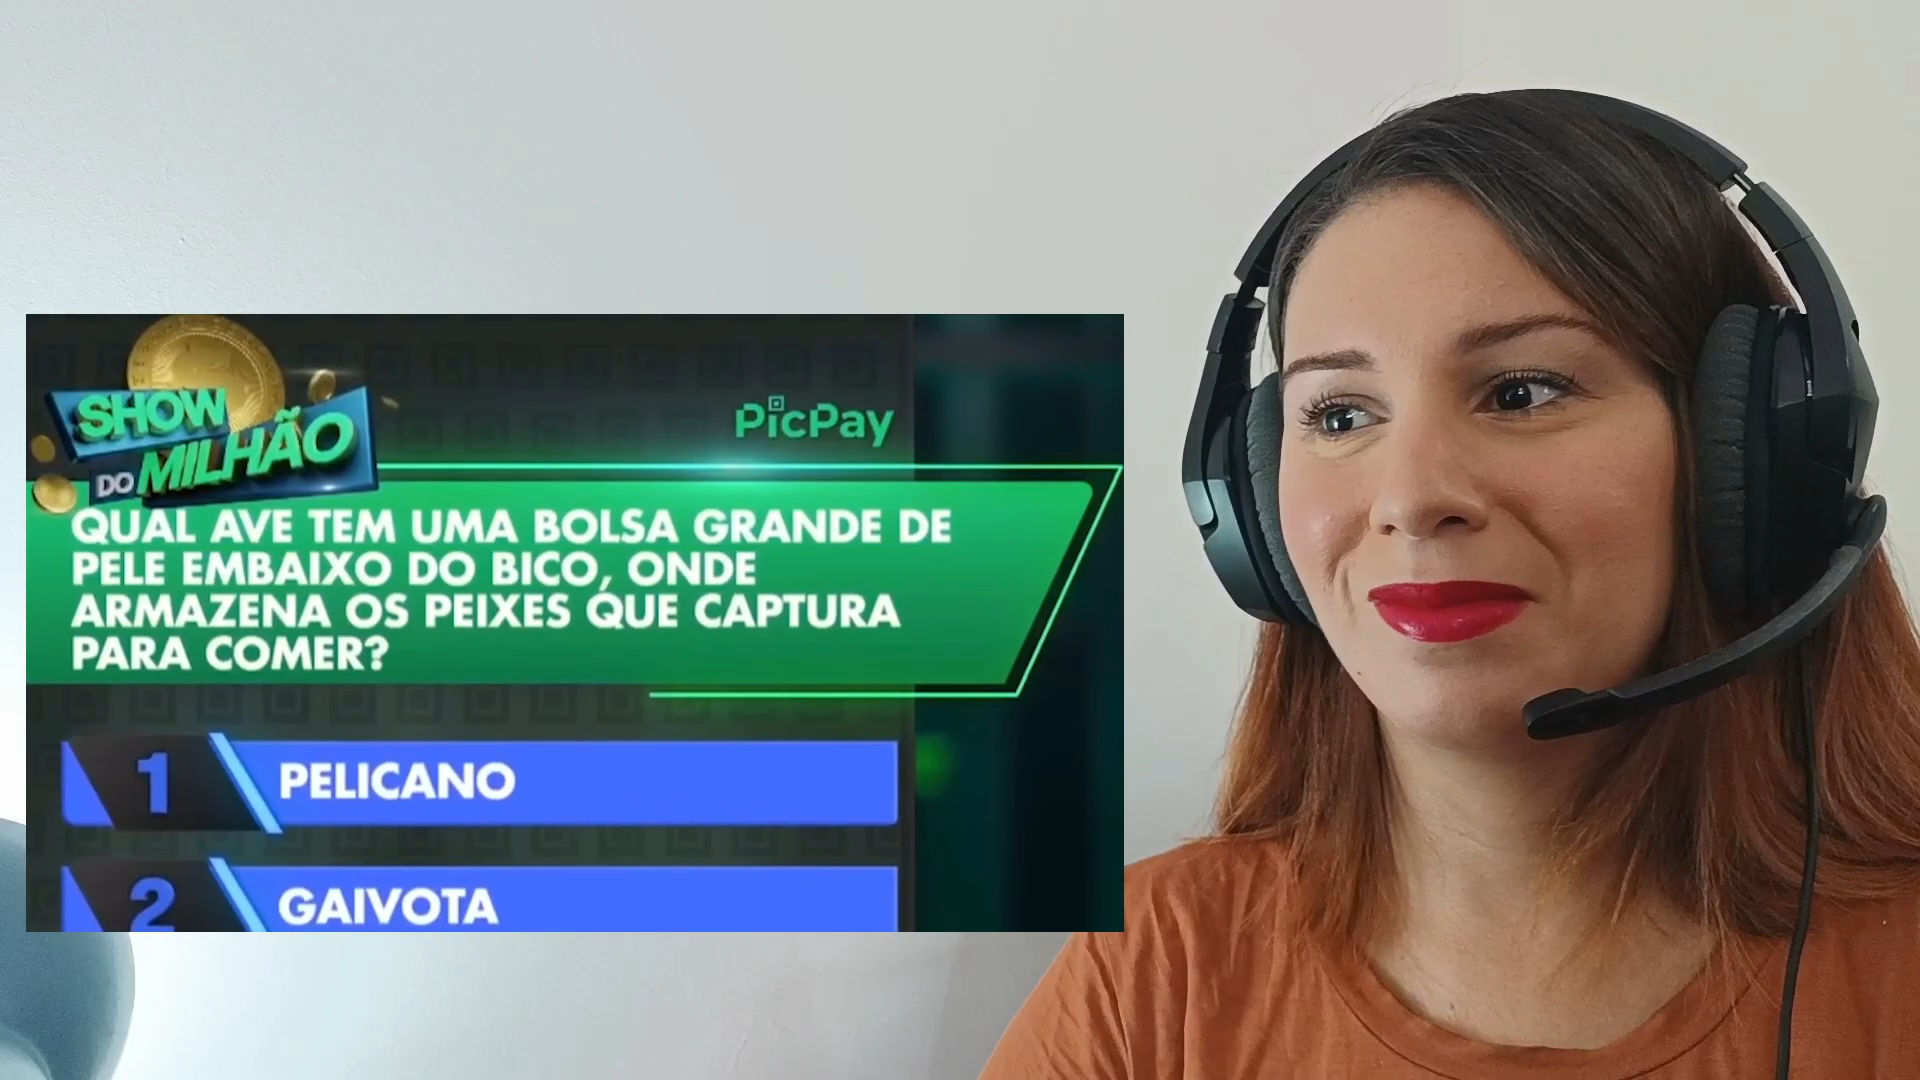 SHOW
DO MILHÃO
PicPay
QUAL AVE TEM UMA BOLSA GRANDE DE
PELE EMBAIXO DO BICO, ONDE
ARMAZENA OS PEIXES QUE CAPTURA
PARA COMER?
1 PELICANO
2 GAIVOTA